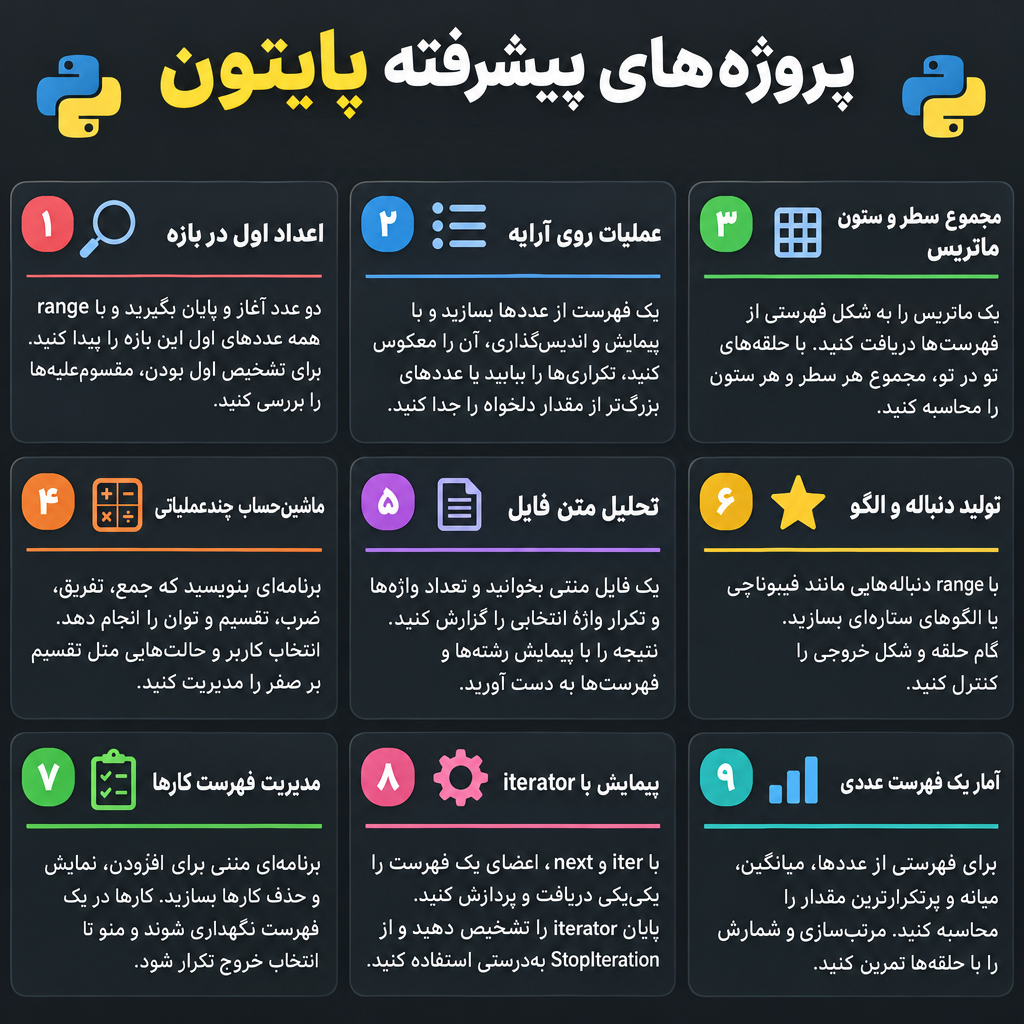 پروژه‌های پیشرفته پایتون
۱
اعداد اول در بازه
دو عدد آغاز و پایان بگیرید و با range
همه عددهای اول این بازه را پیدا کنید.
برای تشخیص اول بودن، مقسوم‌علیه‌ها
را بررسی کنید.
۲
عملیات روی آرایه
یک فهرست از عددها بسازید و با
پیمایش و اندیس‌گذاری، آن را معکوس
کنید، تکراری‌ها را بیابید یا عددهای
بزرگ‌تر از مقدار دلخواه را جدا کنید.
۳
مجموع سطر و ستون
ماتریس
یک ماتریس را به شکل فهرستی از
فهرست‌ها دریافت کنید. با حلقه‌های
تو در تو، مجموع هر سطر و هر ستون
را محاسبه کنید.
۴
ماشین‌حساب چندعملیاتی
برنامه‌ای بنویسید که جمع، تفریق،
ضرب، تقسیم و توان را انجام دهد.
انتخاب کاربر و حالت‌هایی مثل تقسیم
بر صفر را مدیریت کنید.
۵
تحلیل متن فایل
یک فایل متنی بخوانید و تعداد واژه‌ها
و تکرار واژهٔ انتخابی را گزارش کنید.
نتیجه را با پیمایش رشته‌ها و
فهرست‌ها به دست آورید.
۶
تولید دنباله و الگو
با range دنباله‌هایی مانند فیبوناچی
یا الگوهای ستاره‌ای بسازید.
گام حلقه و شکل خروجی را
کنترل کنید.
۷
مدیریت فهرست کارها
برنامه‌ای متنی برای افزودن، نمایش
و حذف کارها بسازید. کارها در یک
فهرست نگهداری شوند و منو تا
انتخاب خروج تکرار شود.
۸
پیمایش با iterator
با iter و next، اعضای یک فهرست را
یکی‌یکی دریافت و پردازش کنید.
پایان iterator را تشخیص دهید و از
StopIteration به‌درستی استفاده کنید.
۹
آمار یک فهرست عددی
برای فهرستی از عددها، میانگین،
میانه و پرتکرارترین مقدار را
محاسبه کنید. مرتب‌سازی و شمارش
را با حلقه‌ها تمرین کنید.